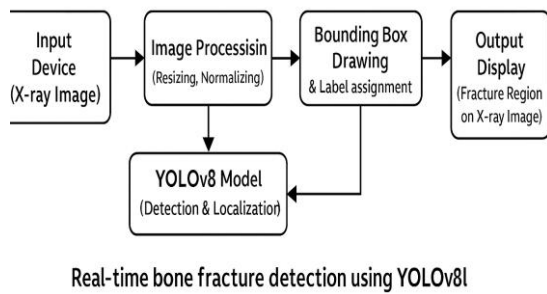 Input
Device
(X-ray Image)
Image Processisin
(Resizing, Normalizing)
Bounding Box
Drawing
& Label assignment
Output
Display
(Fracture Region
on X-ray Image)
YOLOv8 Model
(Detection & Localization)
Real-time bone fracture detection using YOLOv8l